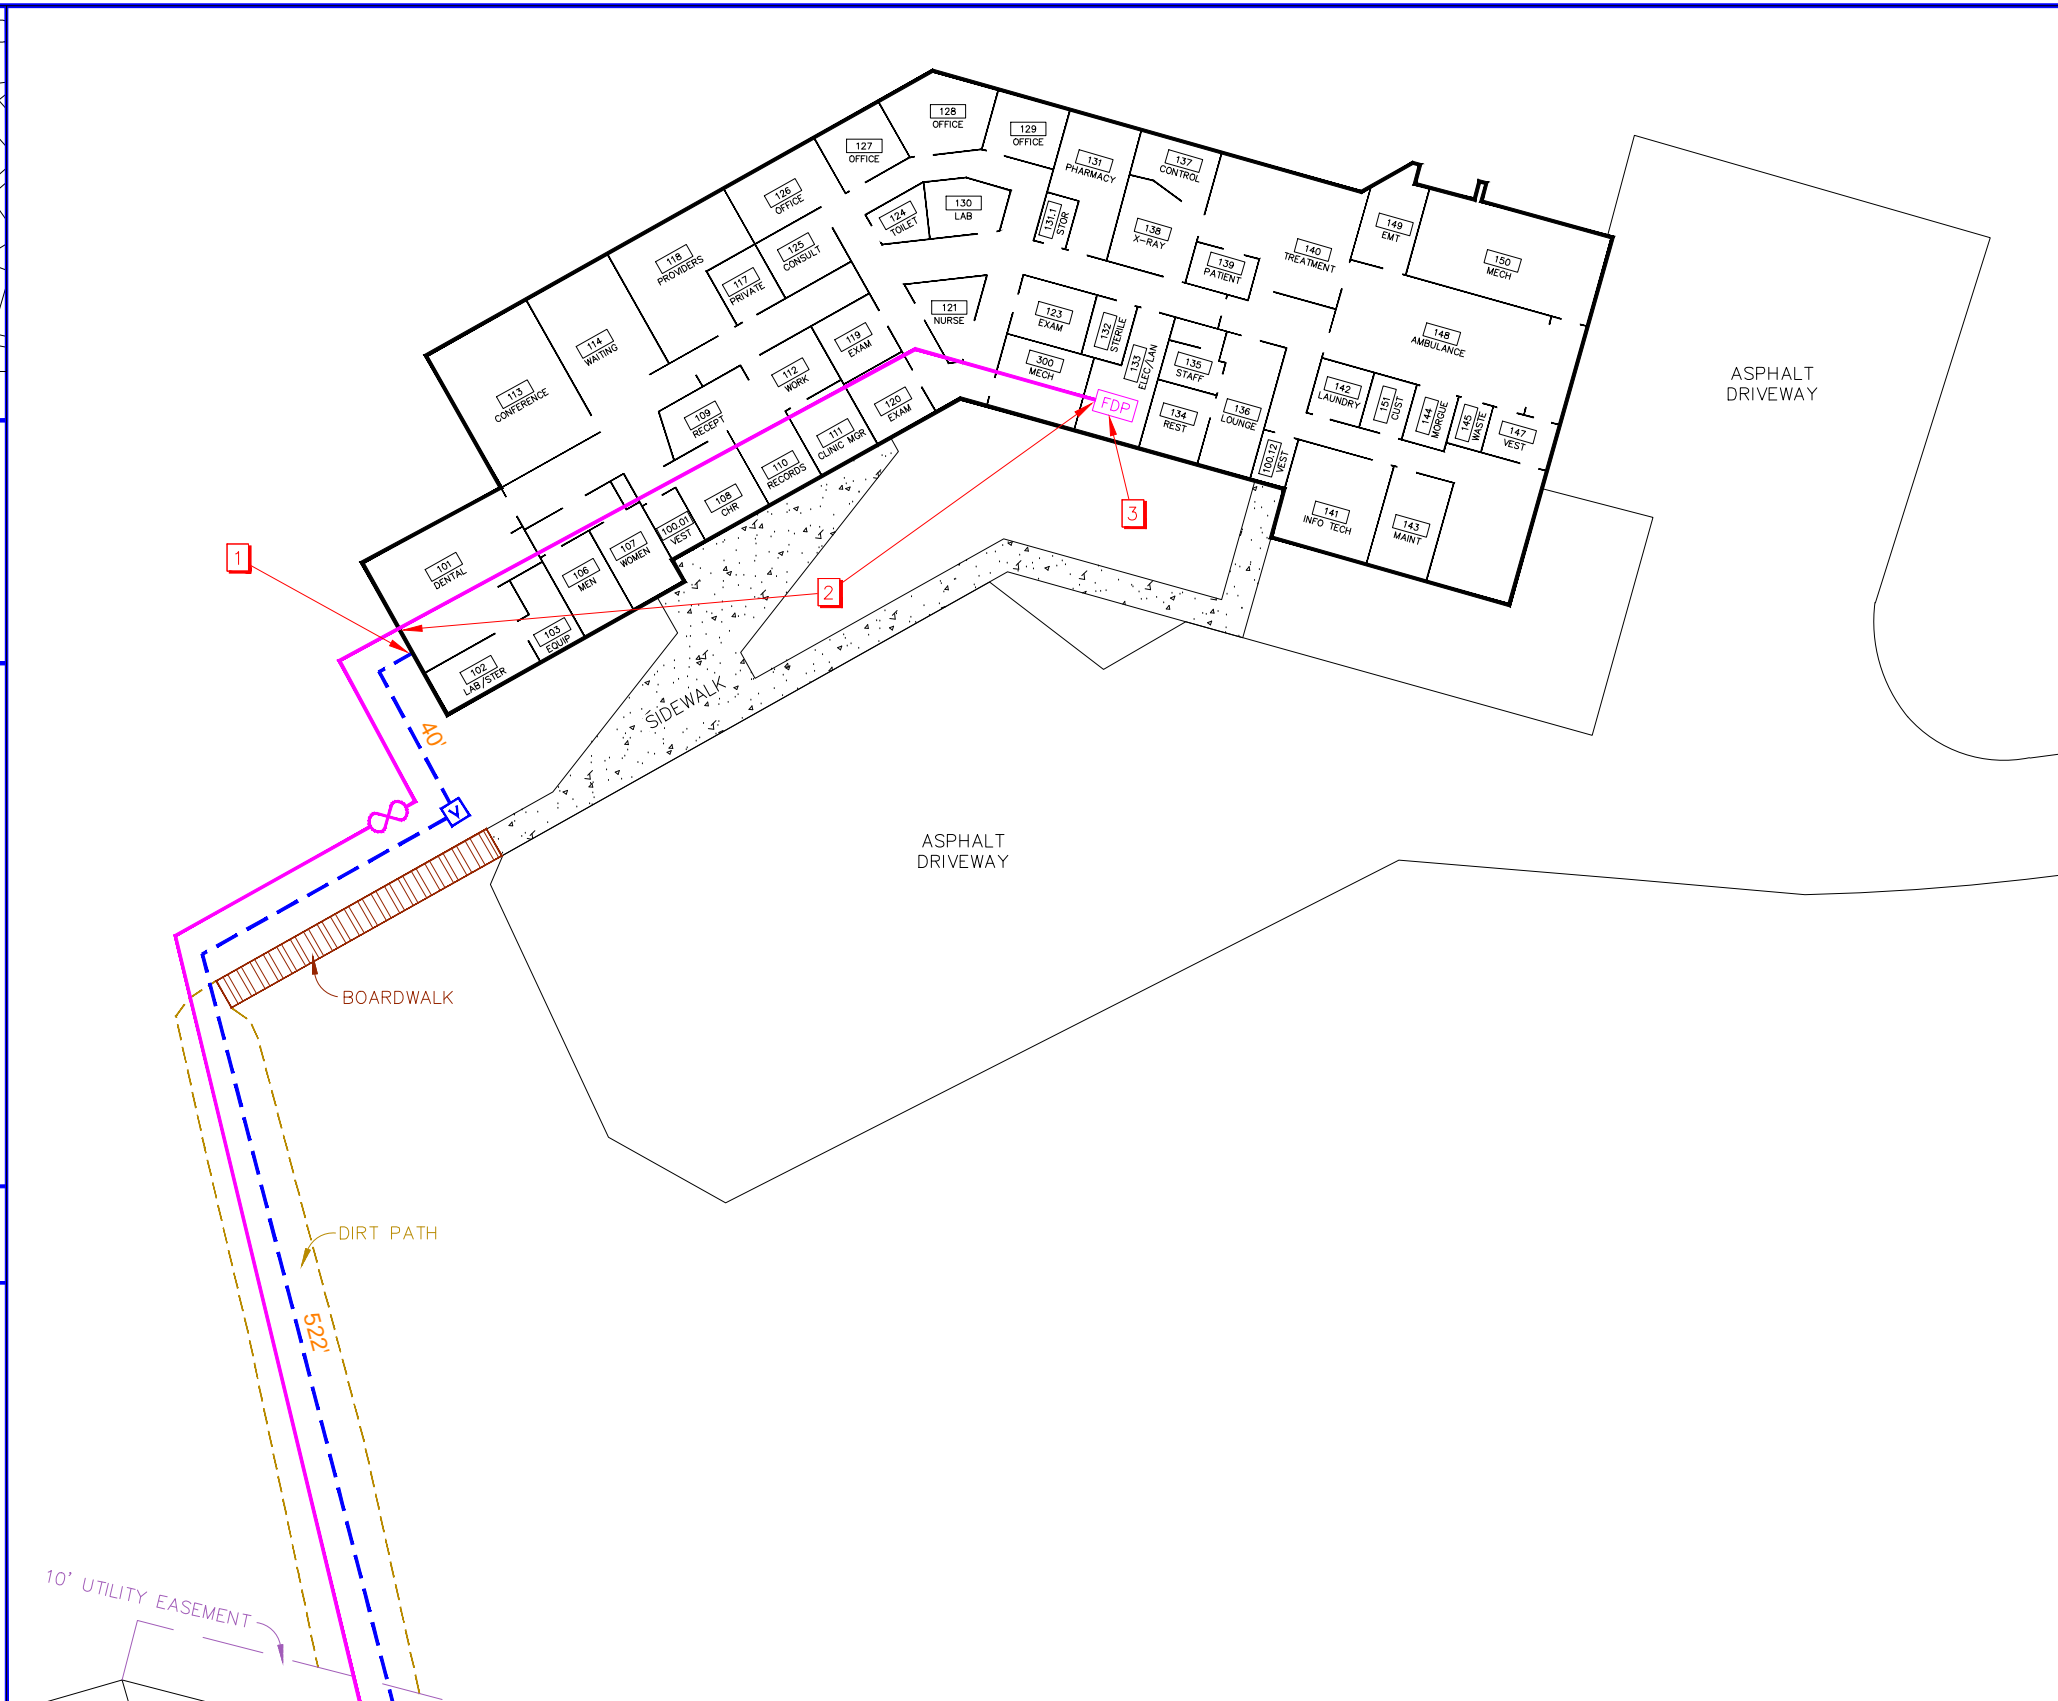 128
OFFICE
129
OFFICE
127
OFFICE
131
PHARMACY
137
CONTROL
126
OFFICE
124
TOILET
130
LAB
131.1
STOR
138
X-RAY
149
EMT
125
CONSULT
118
PROVIDERS
117
PRIVATE
139
PATIENT
140
TREATMENT
150
MECH
121
NURSE
123
EXAM
132
STERILE
133
ELEC/LAN
148
AMBULANCE
119
EXAM
114
WAITING
112
WORK
300
MECH
135
STAFF
113
CONFERENCE
120
EXAM
FDP
134
REST
136
LOUNGE
142
LAUNDRY
151
CUST
144
MORGUE
145
WASTE
147
VEST
ASPHALT
DRIVEWAY
109
RECEPT
111
CLINIC MGR
110
RECORDS
100.12
VEST
108
CHR
100.01
VEST
107
WOMEN
141
INFO TECH
143
MAINT
3
1
101
DENTAL
106
MEN
2
103
EQUIP
102
LAB/STER
SIDEWALK
40'
V
ASPHALT
DRIVEWAY
BOARDWALK
DIRT PATH
522'
10' UTILITY EASEMENT